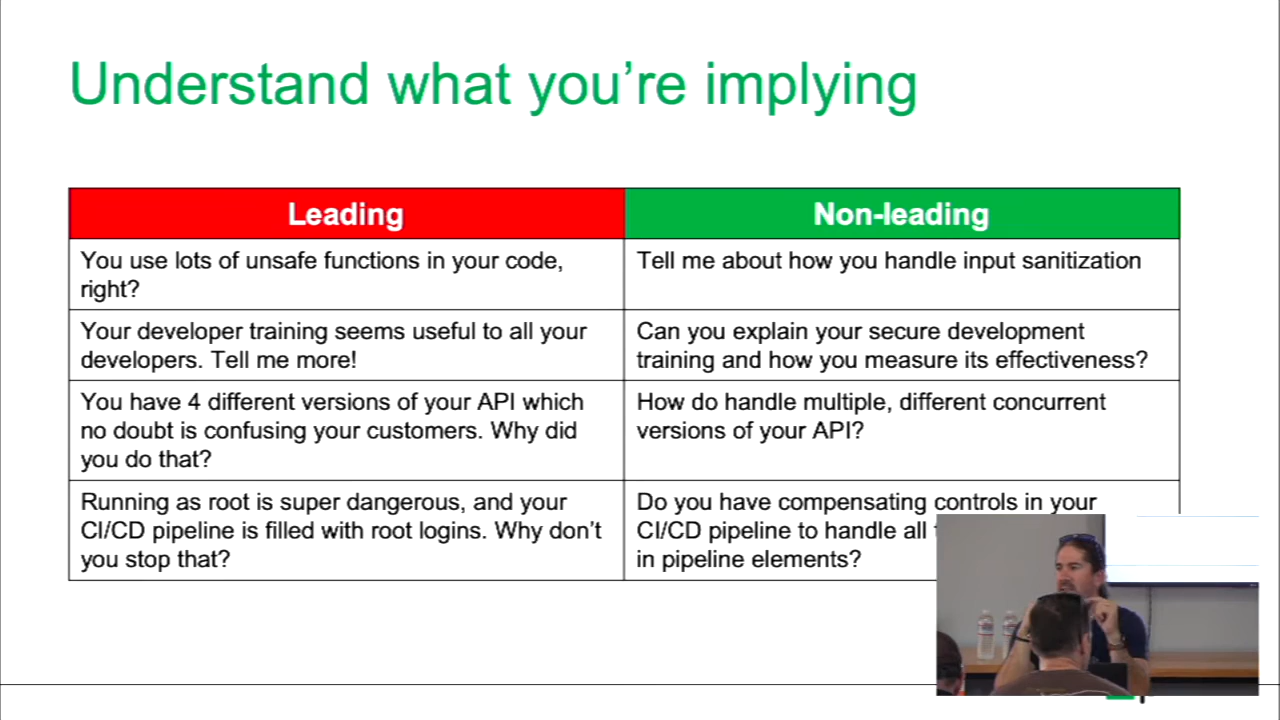 Understand what you’re implying
Leading
Non-leading
You use lots of unsafe functions in your code,
right?
Tell me about how you handle input sanitization
Your developer training seems useful to all your
developers. Tell me more!
Can you explain your secure development
training and how you measure its effectiveness?
You have 4 different versions of your API which
no doubt is confusing your customers. Why did
you do that?
How do handle multiple, different concurrent
versions of your API?
Running as root is super dangerous, and your
CI/CD pipeline is filled with root logins. Why don’t
you stop that?
Do you have compensating controls in your
CI/CD pipeline to handle all
in pipeline elements?